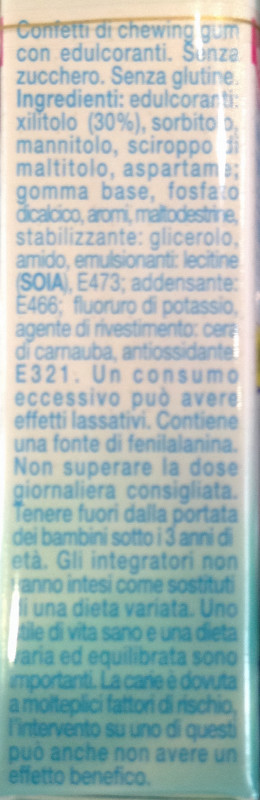 Confetti di chewing gum
con edulcoranti. Senza
zucchero. Senza glutine.
Ingredienti: edulcoranti:
xilitolo (30%), sorbitolo,
mannitolo, sciroppo di
maltitolo, aspartame;
gomma base, fosfato
dicalcico, aromi, maltodestrine,
stabilizzante: glicerolo,
amido, emulsionanti: lecitine
(SOIA), E473; addensante:
E466; fluoruro di potassio,
agente di rivestimento: cera
di carnauba, antiossidante
E321. Un consumo
eccessivo può avere
effetti lassativi. Contiene
una fonte di fenilalanina.
Non superare la dose
giornaliera consigliata.
Tenere fuori dalla portata
dei bambini sotto i 3 anni di
età. Gli integratori non
vanno intesi come sostituti
di una dieta variata. Uno
stile di vita sano e una dieta
varia ed equilibrata sono
importanti. La carie è dovuta
a molteplici fattori di rischio,
l'intervento su uno di questi
può anche non avere un
effetto benefico.